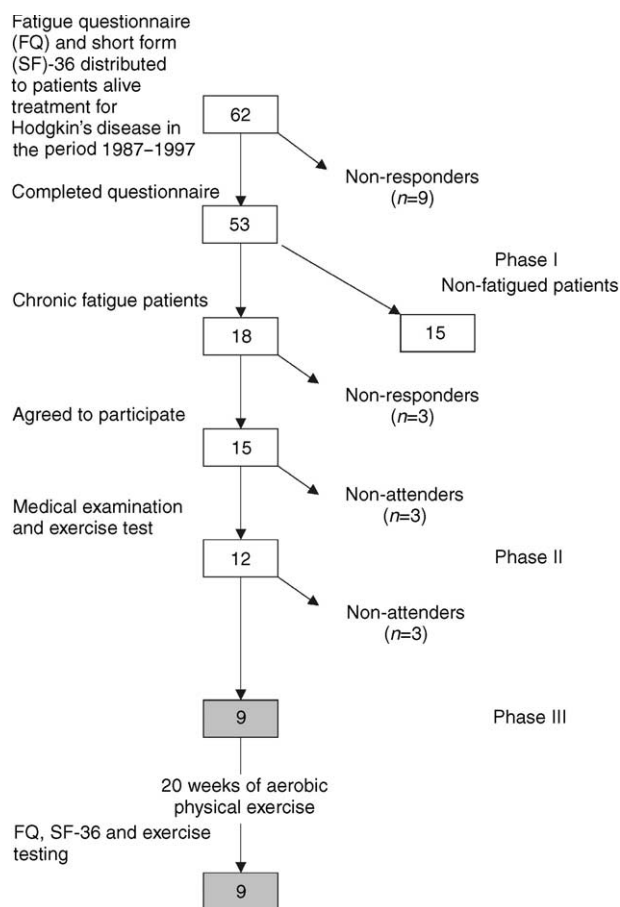 Fatigue questionnaire
(FQ) and short form
(SF)-36 distributed
to patients alive
treatment for
Hodgkin's disease in
the period 1987–1997
62
Non-responders
(n=9)
Completed questionnaire
53
Phase I
Non-fatigued patients
15
Chronic fatigue patients
18
Non-responders
(n=3)
Agreed to participate
15
Non-attenders
(n=3)
Medical examination
and exercise test
12
Phase II
Non-attenders
(n=3)
9
Phase III
20 weeks of aerobic
physical exercise
FQ, SF-36 and exercise
testing
9